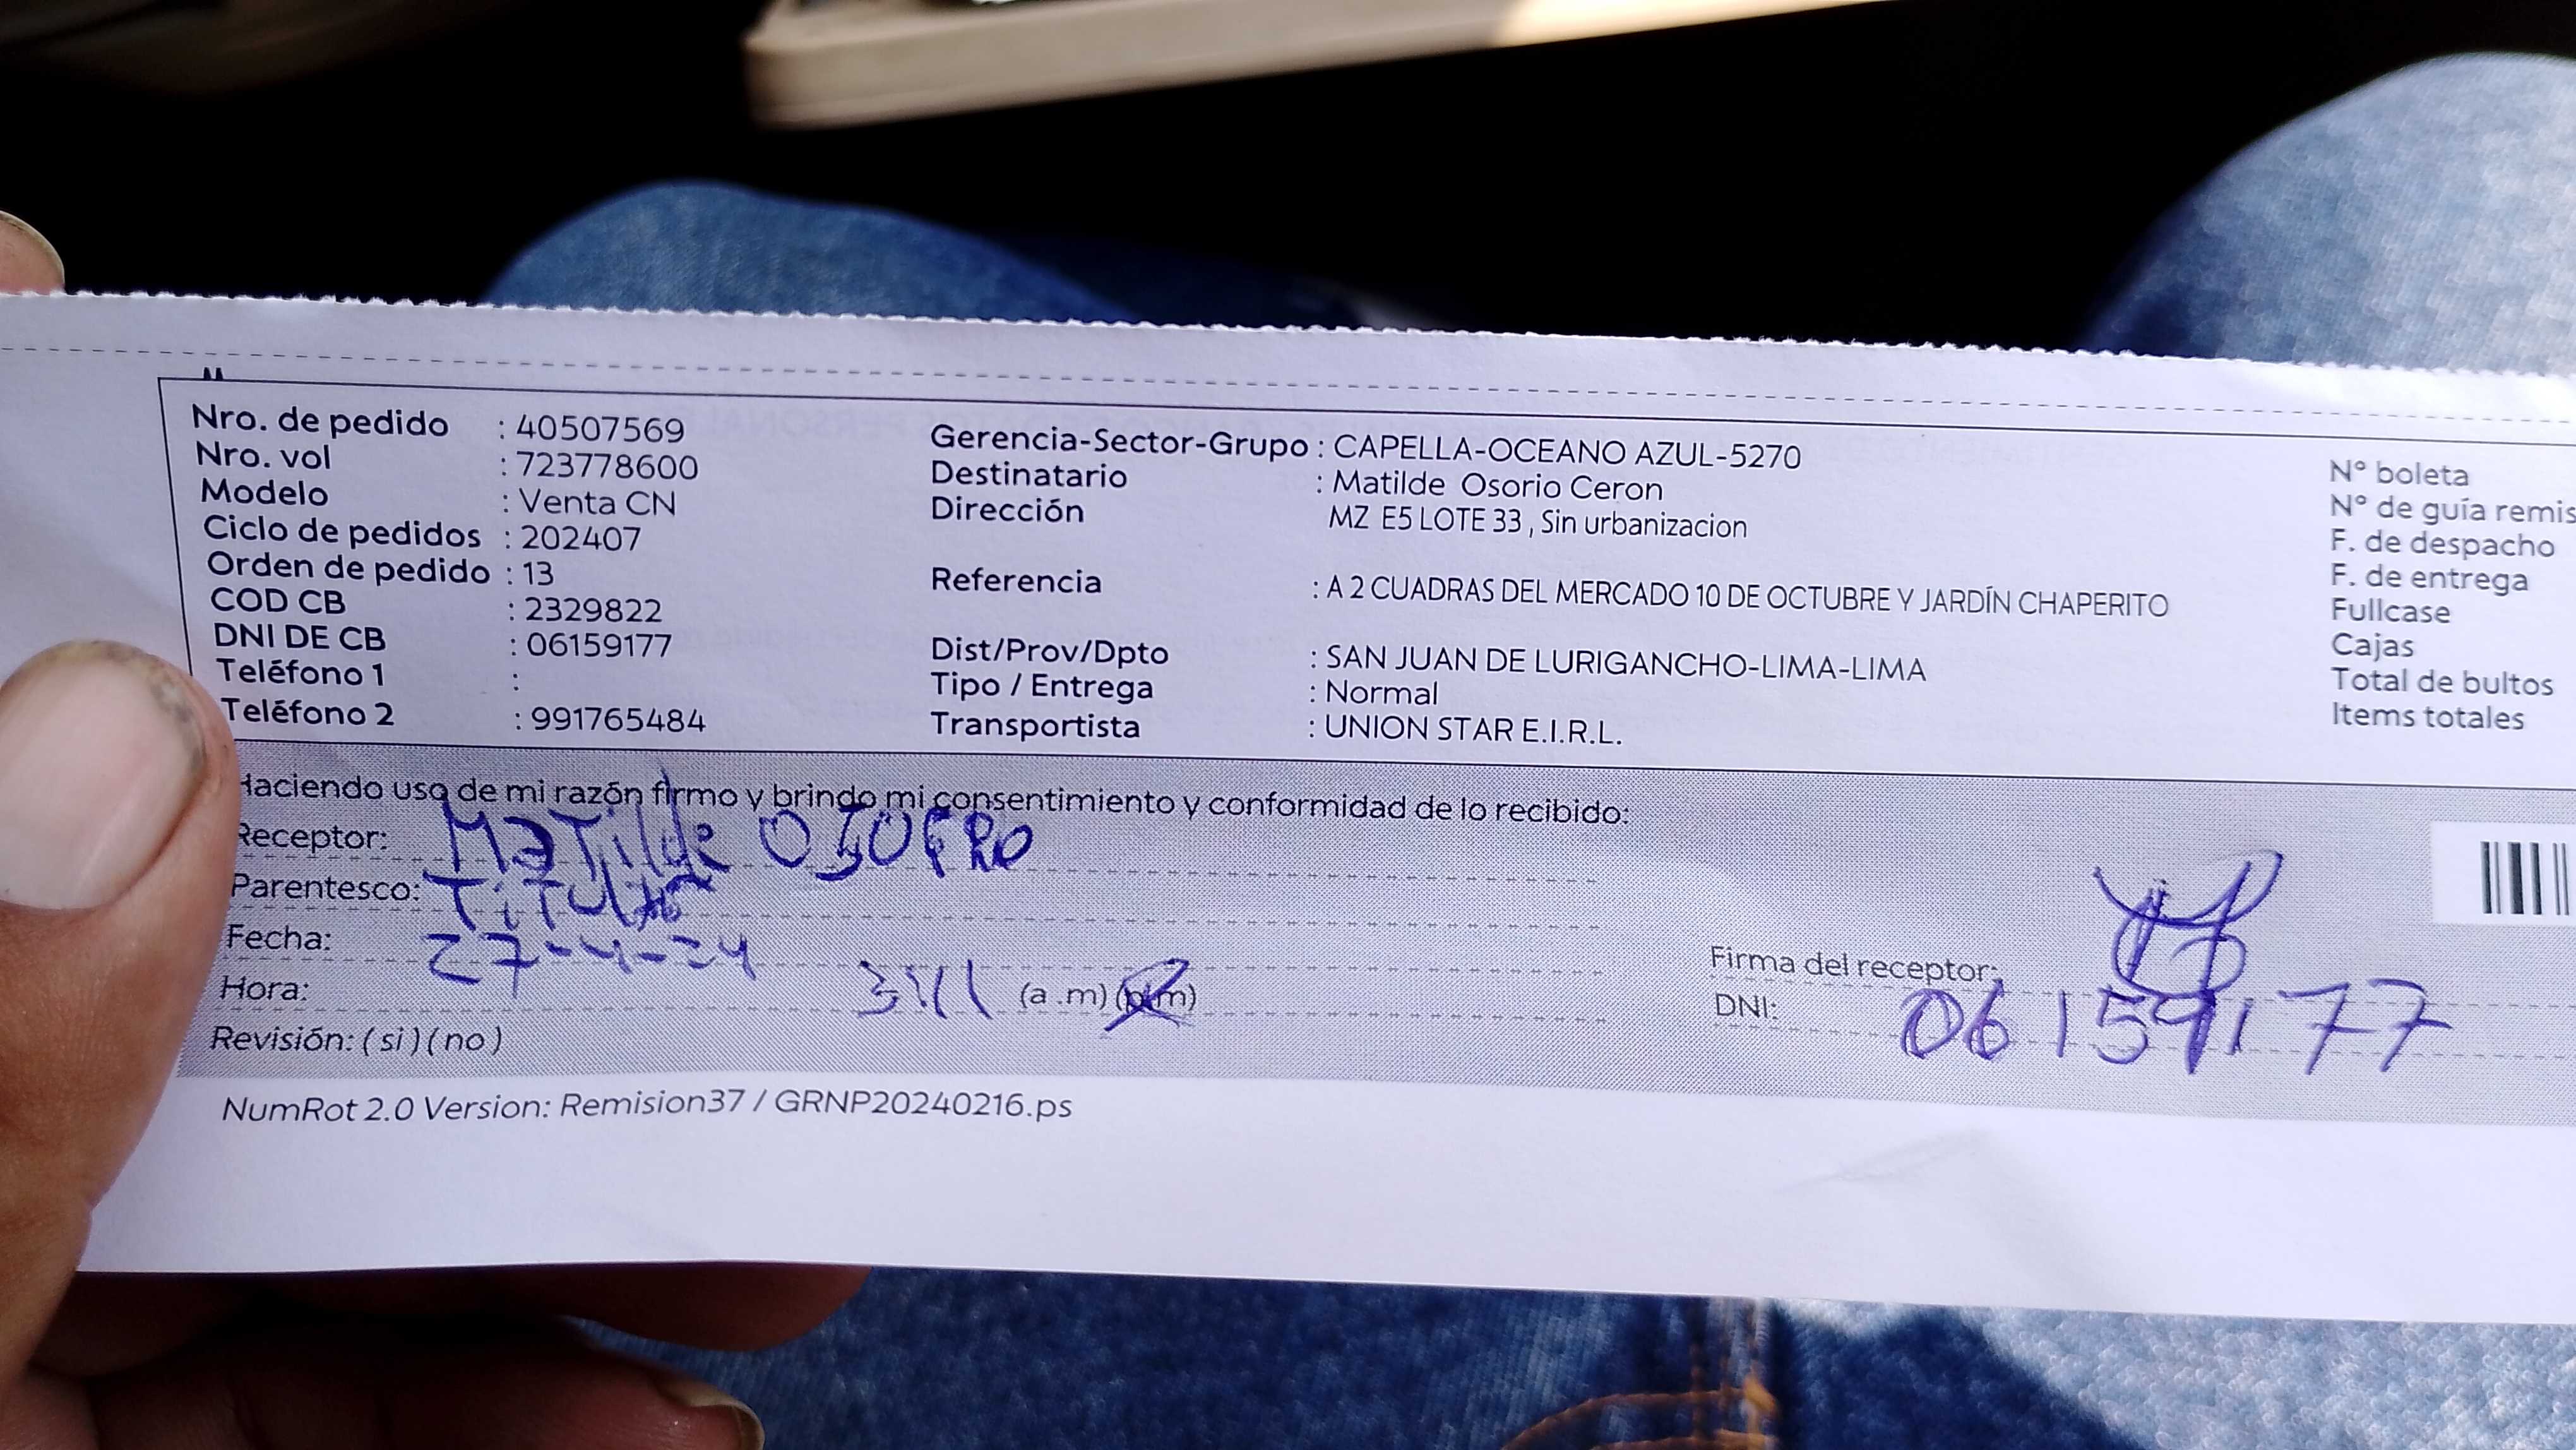 Nro. de pedido : 40507569
Nro. vol : 723778600
Modelo : Venta CN
Ciclo de pedidos : 202407
Orden de pedido : 13
COD CB : 2329822
DNI DE CB : 06159177
Teléfono 1 :
Teléfono 2 : 991765484
Gerencia-Sector-Grupo : CAPELLA-OCEANO AZUL-5270
Destinatario : Matilde Osorio Ceron
Dirección MZ E5 LOTE 33 , Sin urbanizacion
Referencia : A 2 CUADRAS DEL MERCADO 10 DE OCTUBRE Y JARDÍN CHAPERITO
Dist/Prov/Dpto : SAN JUAN DE LURIGANCHO-LIMA-LIMA
Tipo / Entrega : Normal
Transportista : UNION STAR E.I.R.L.
N° boleta
N° de guía remis
F. de despacho
F. de entrega
Fullcase
Cajas
Total de bultos
Items totales
Haciendo uso de mi razón firmo y brindo mi consentimiento y conformidad de lo recibido:
Receptor: Matilde
Parentesco: Titular
Fecha: 27-4-24
Hora: (a .m) (p.m)
Revisión: ( si ) ( no )
Firma del receptor:
DNI: 06159177
NumRot 2.0 Version: Remision37 / GRNP20240216.ps